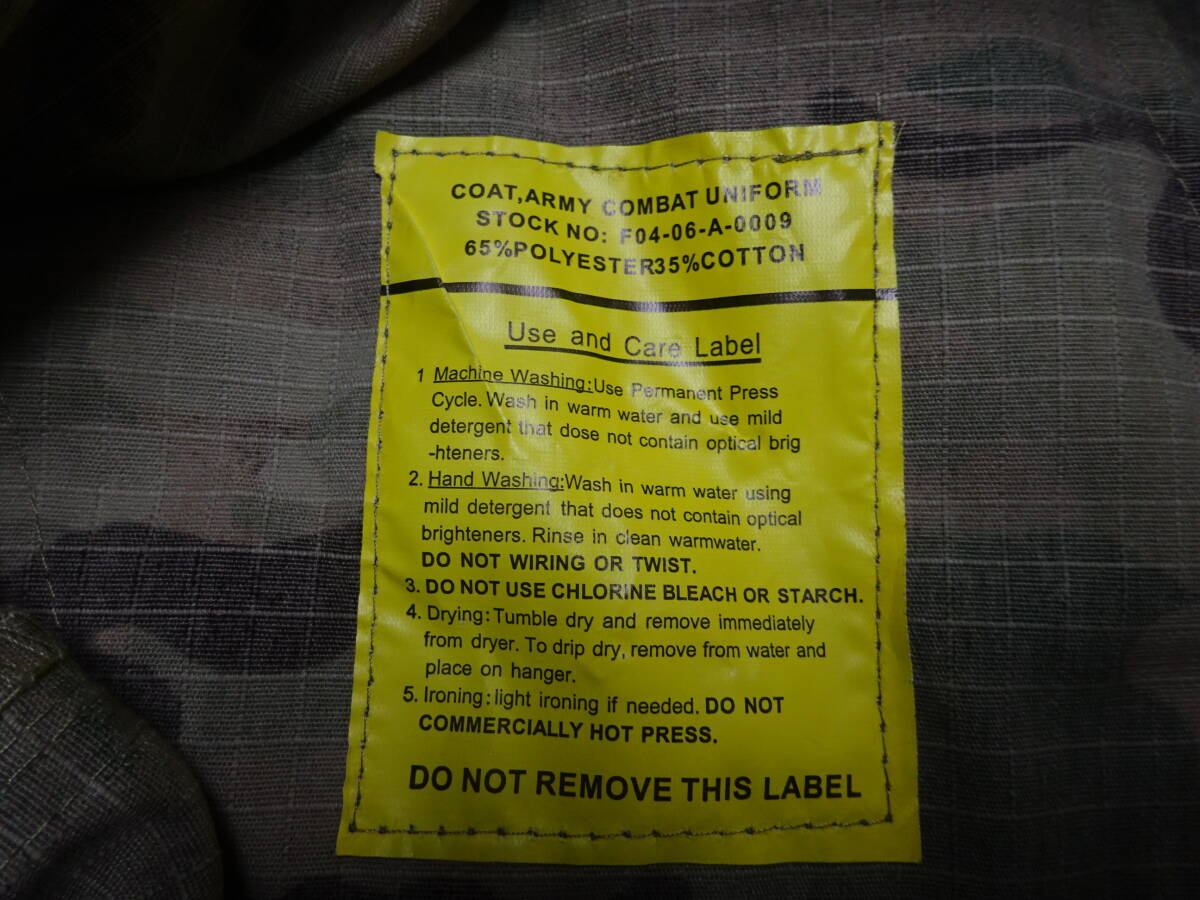 COAT,ARMY COMBAT UNIFORM
STOCK NO: F04-06-A-0009
65%POLYESTER35%COTTON
Use and Care Label
1 Machine Washing:Use Permanent Press
Cycle. Wash in warm water and use mild
detergent that dose not contain optical brig
-hteners.
2. Hand Washing:Wash in warm water using
mild detergent that does not contain optical
brighteners. Rinse in clean warmwater.
DO NOT WIRING OR TWIST.
3. DO NOT USE CHLORINE BLEACH OR STARCH.
4. Drying:Tumble dry and remove immediately
from dryer. To drip dry, remove from water and
place on hanger.
5. Ironing:light ironing if needed. DO NOT
COMMERCIALLY HOT PRESS.
DO NOT REMOVE THIS LABEL